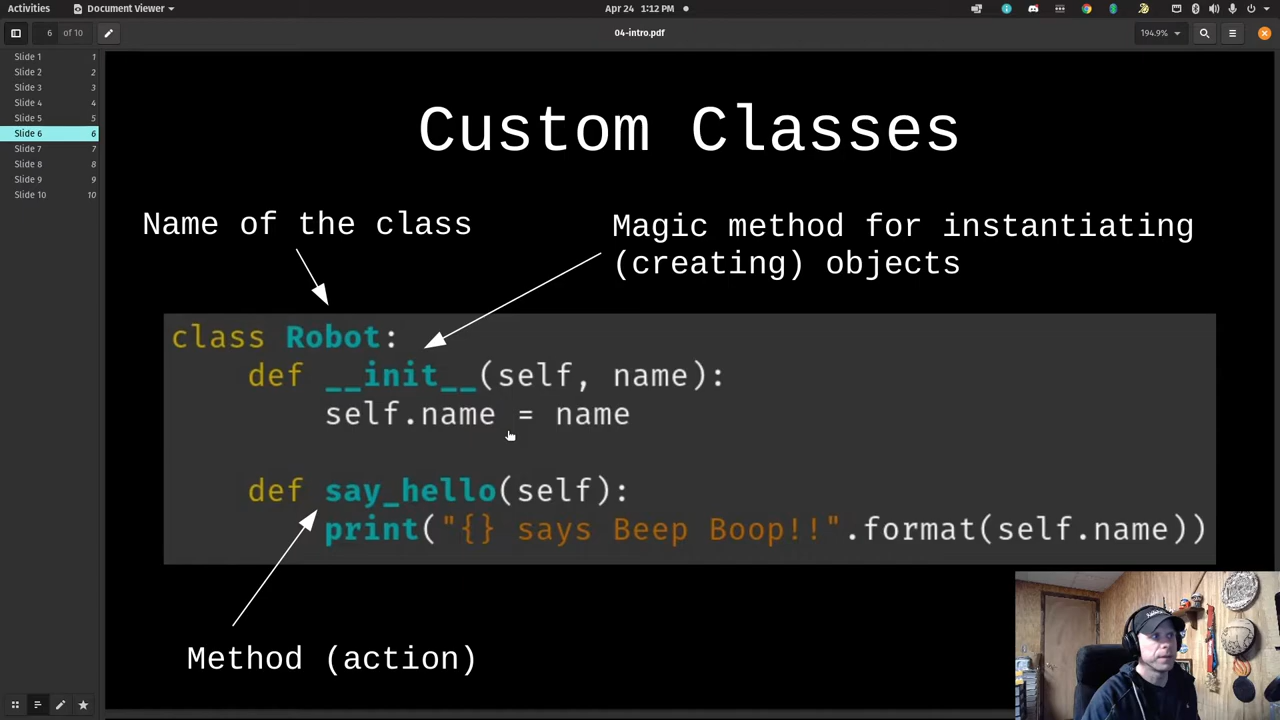 Activities
Document Viewer
Apr 24 1:12 PM
6 of 10
04-intro.pdf
194.9%
Slide 1 1
Slide 2 2
Slide 3 3
Slide 4 4
Slide 5 5
Slide 6 6
Slide 7 7
Slide 8 8
Slide 9 9
Slide 10 10
Custom Classes
Name of the class
Magic method for instantiating
(creating) objects
class Robot:
    def __init__(self, name):
        self.name = name
    def say_hello(self):
        print("{} says Beep Boop!!".format(self.name))
Method (action)